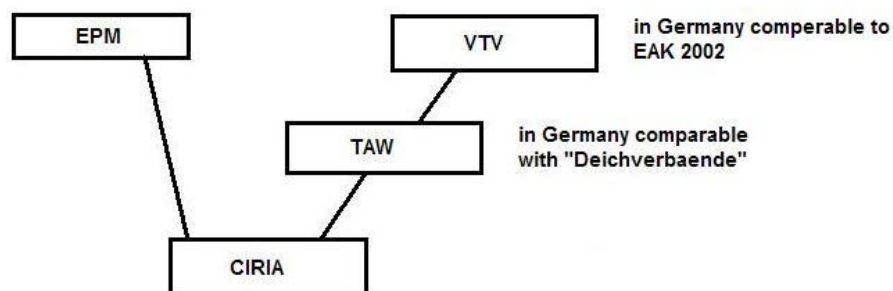 EPM
VTV
in Germany comperable to
EAK 2002
TAW
in Germany comparable
with "Deichverbaende"
CIRIA